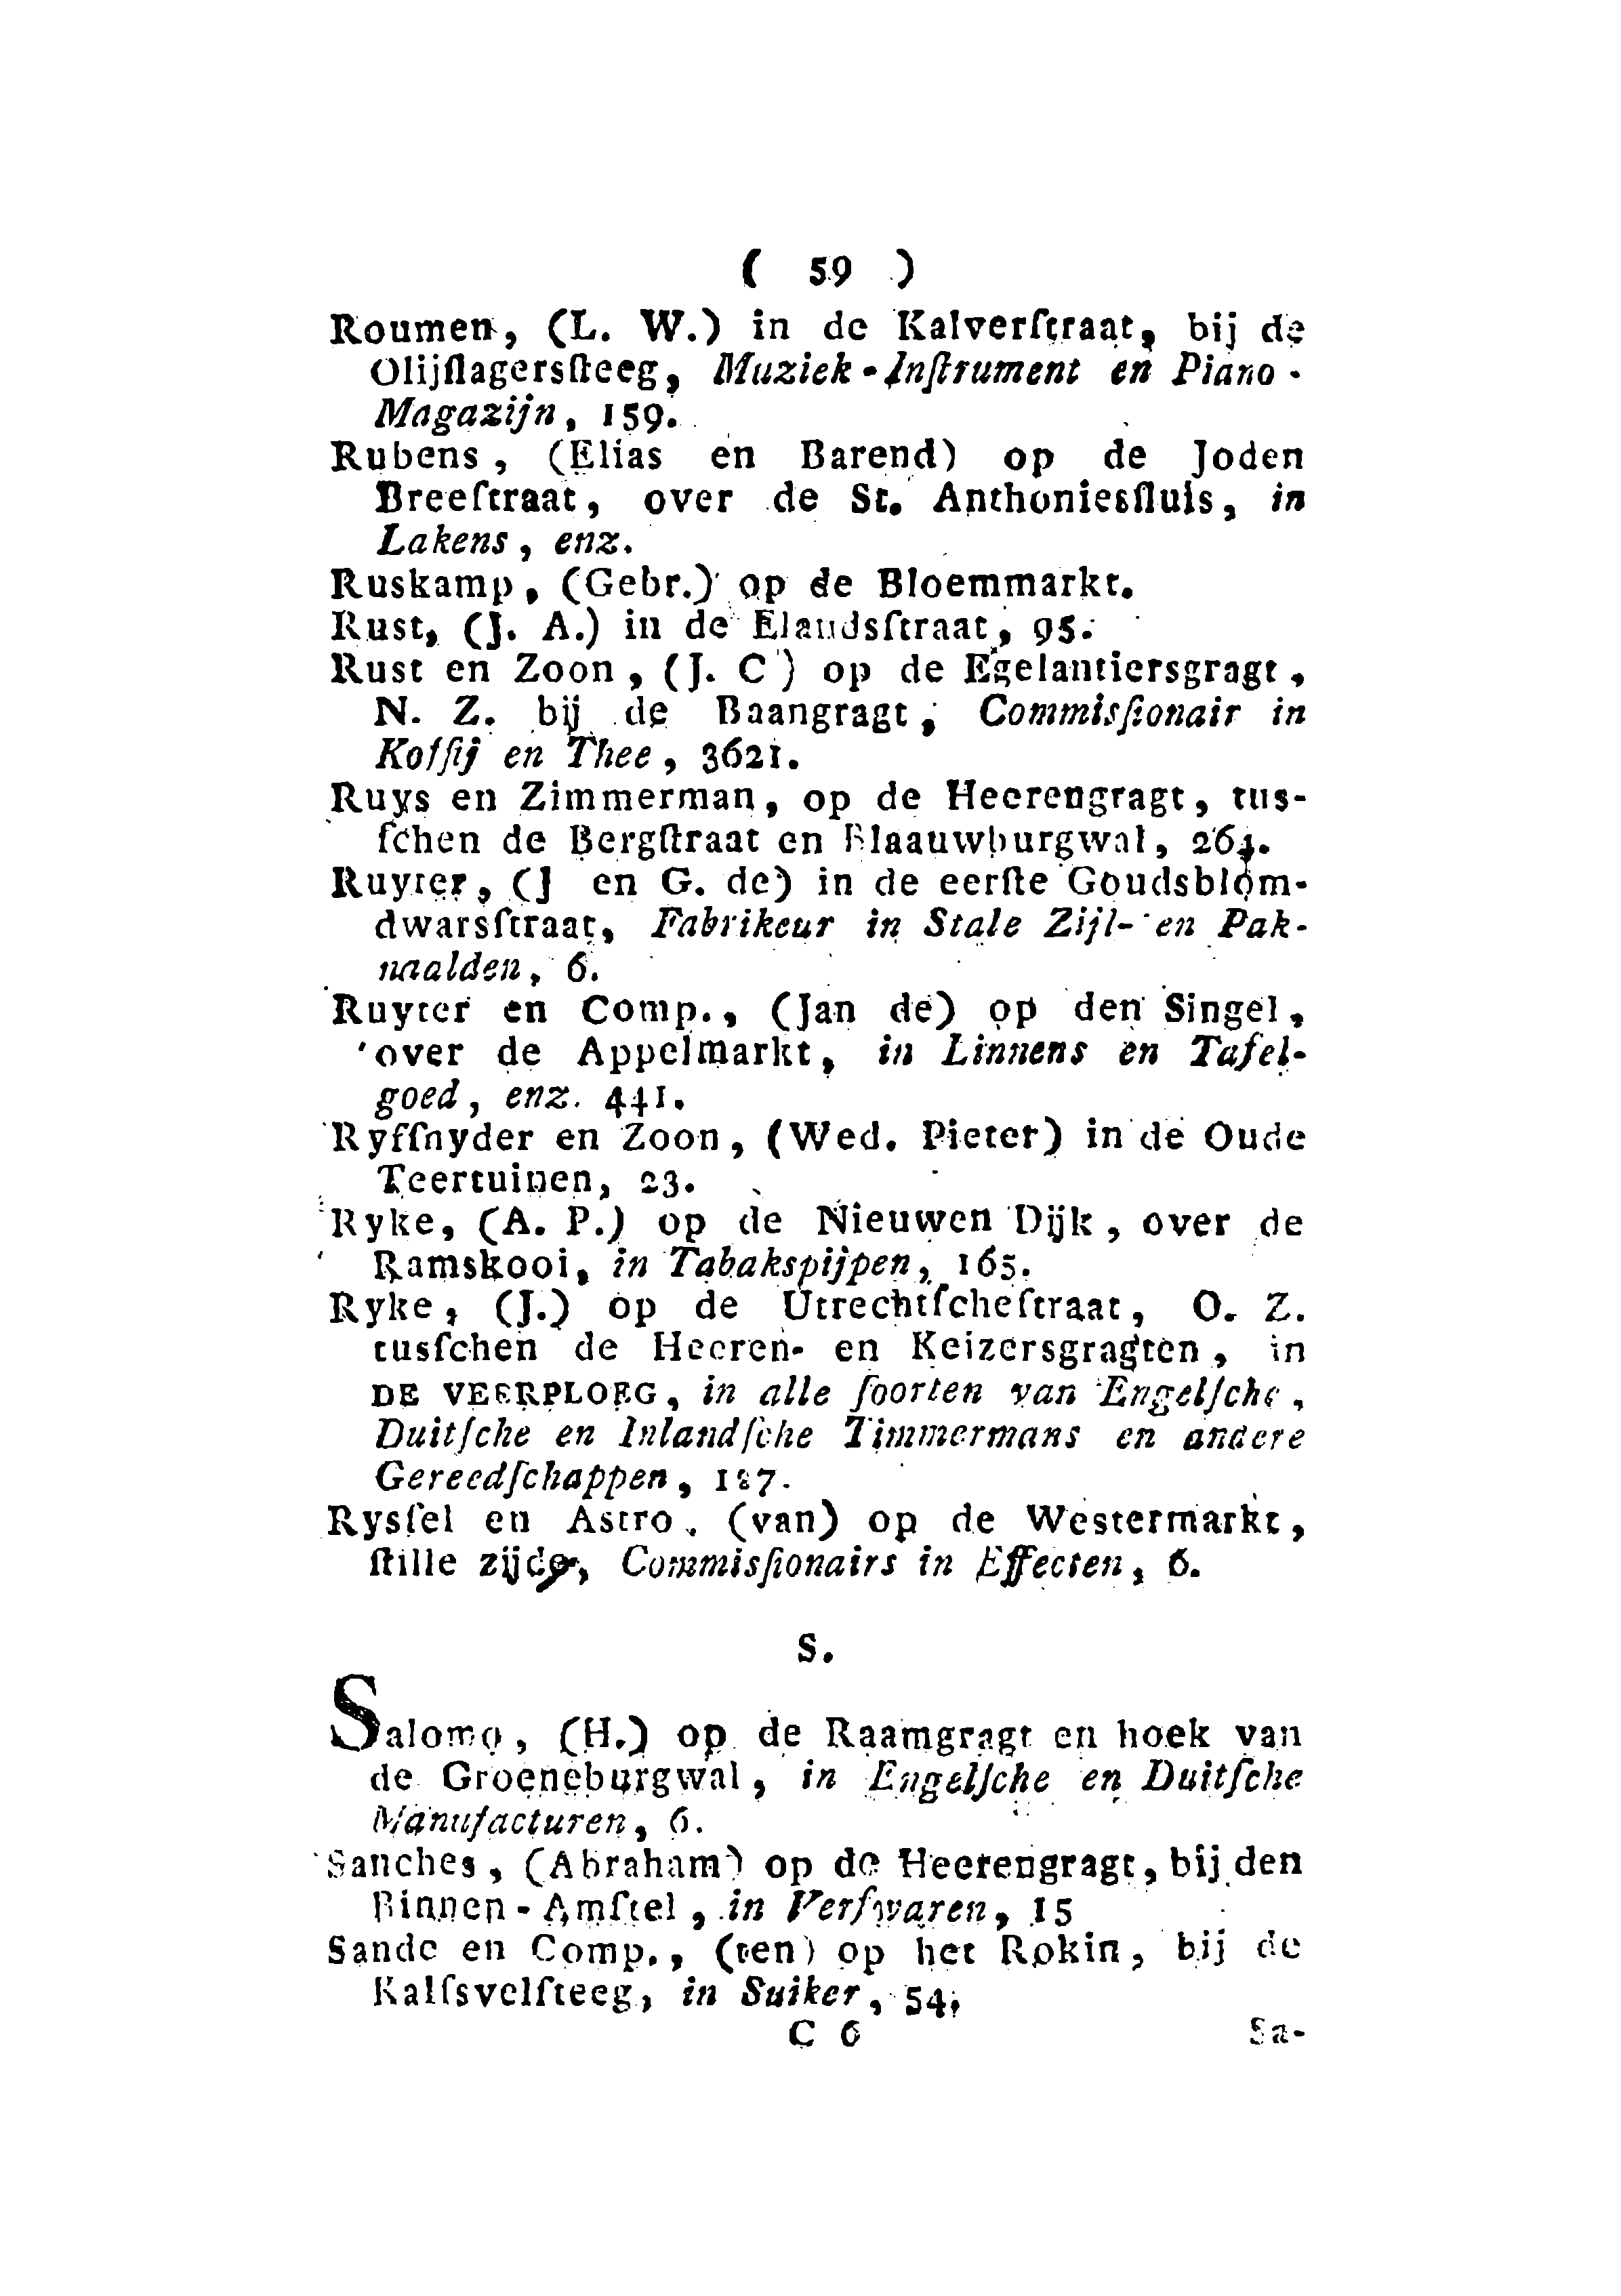 ( 59 )
Roumen, (L. W.) in de Kalverſtraat, bij de
Olijſlagersſteeg, Muziek-Inſtrument en Piano-
Magazijn, 159.
Rubens, (Elias en Barend) op de Joden
Breeſtraat, over de St. Anthoniesſluis, in
Lakens, enz.
Ruskamp, (Gebr.) op de Bloemmarkt.
Rust, (J. A.) in de Elandsſtraat, 95.
Rust en Zoon, (J. C) op de Egelantiersgragt,
N. Z. bij de Baangragt, Commisſionair in
Koffij en Thee, 3621.
Ruys en Zimmerman, op de Heerengragt, tus-
ſchen de Bergſtraat en Blaauwburgwal, 264.
Ruyter, (J en G. de) in de eerſte Goudsblom-
dwarsſtraat, Fabrikeur in Stale Zijl- en Pak-
naalden, 6.
Ruyter en Comp., (Jan de) op den Singel,
over de Appelmarkt, in Linnens en Tafel-
goed, enz. 441.
Ryfſnyder en Zoon, (Wed. Pieter) in de Oude
Teertuinen, 23.
Ryke, (A. P.) op de Nieuwen Dijk, over de
Ramskooi, in Tabakspijpen, 165.
Ryke, (J.) op de Utrechtſcheſtraat, O. Z.
tusſchen de Heeren- en Keizersgragten, in
DE VEERPLOEG, in alle ſoorten van Engelſche,
Duitſche en Inlandſche Timmermans en andere
Gereedſchappen, 127.
Rysſel en Astro, (van) op de Westermarkt,
ſtille zijde, Commisſionairs in Effecten, 6.
S.
Salomo, (H.) op de Raamgragt en hoek van
de Groeneburgwal, in Engelſche en Duitſche
Manufacturen, 6.
Sanches, (Abraham) op de Heerengragt, bij den
Binnen-Amſtel, in Verfwaren, 15
Sande en Comp., (ten) op het Rokin, bij de
Kalfsvelſteeg, in Suiker, 54,
C 6 Sa-